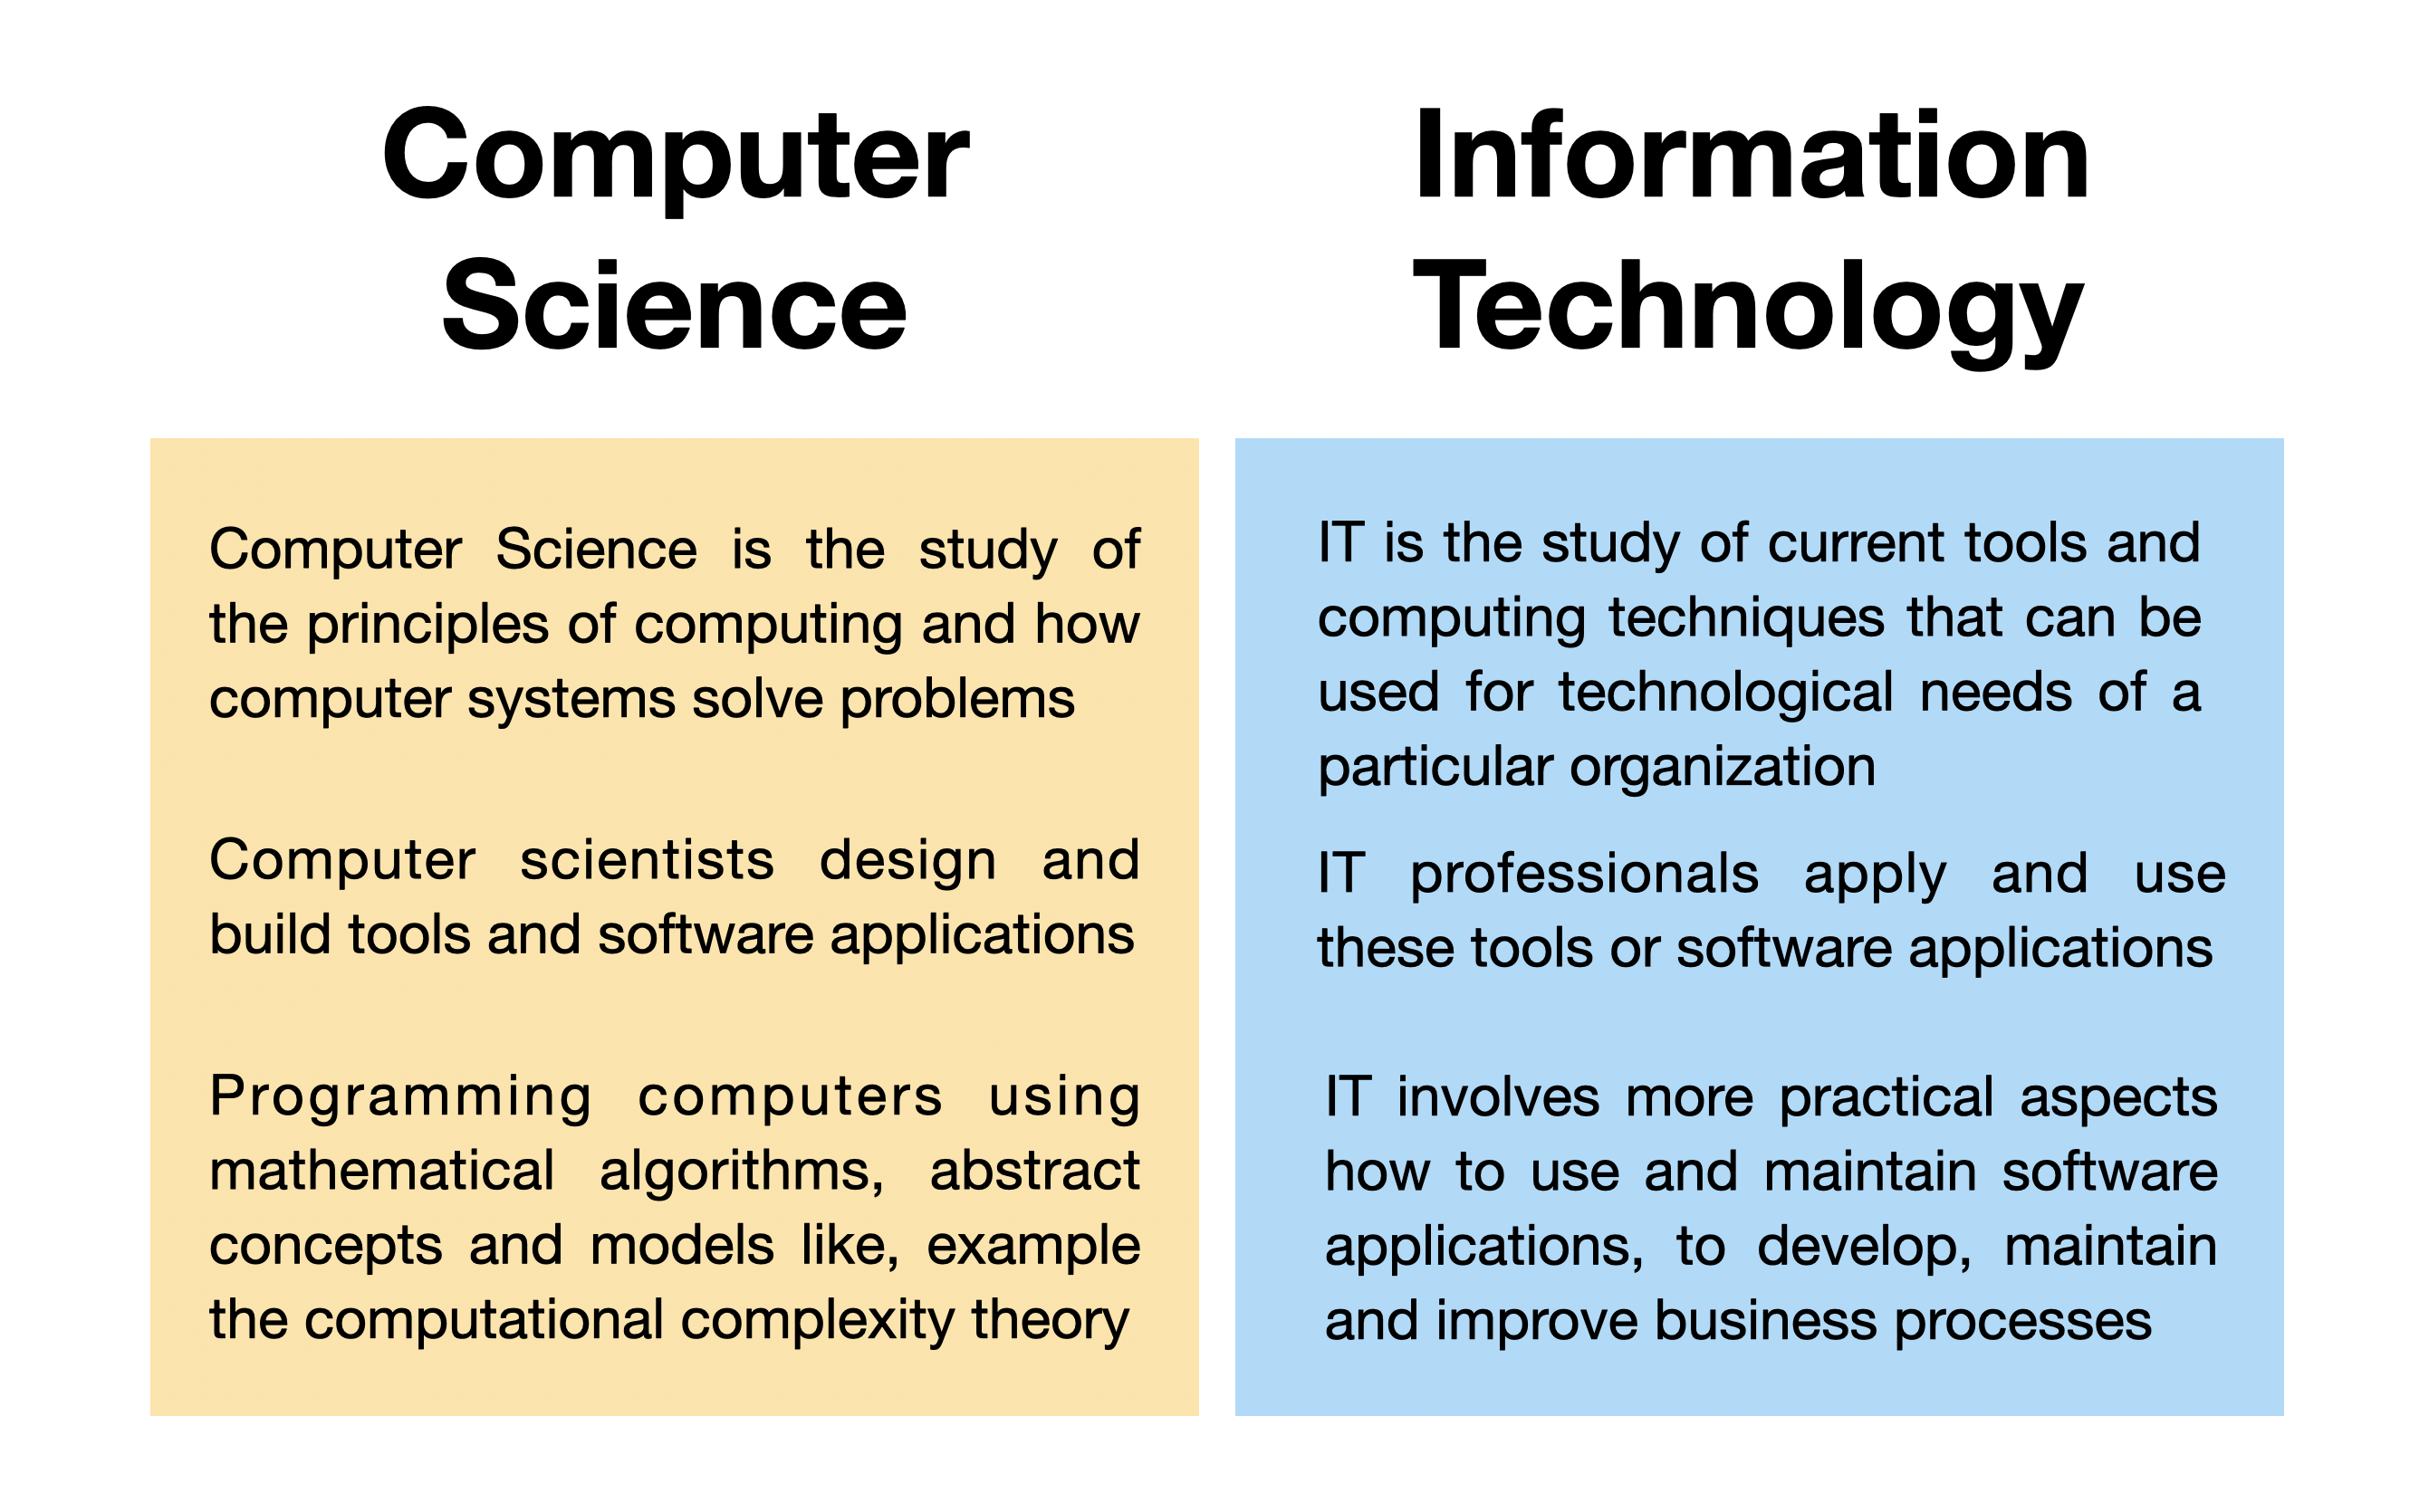 Computer
Science
Information
Technology
Computer Science is the study of
the principles of computing and how
computer systems solve problems
Computer scientists design and
build tools and software applications
Programming computers using
mathematical algorithms, abstract
concepts and models like, example
the computational complexity theory
IT is the study of current tools and
computing techniques that can be
used for technological needs of a
particular organization
IT professionals apply and use
these tools or software applications
IT involves more practical aspects
how to use and maintain software
applications, to develop, maintain
and improve business processes